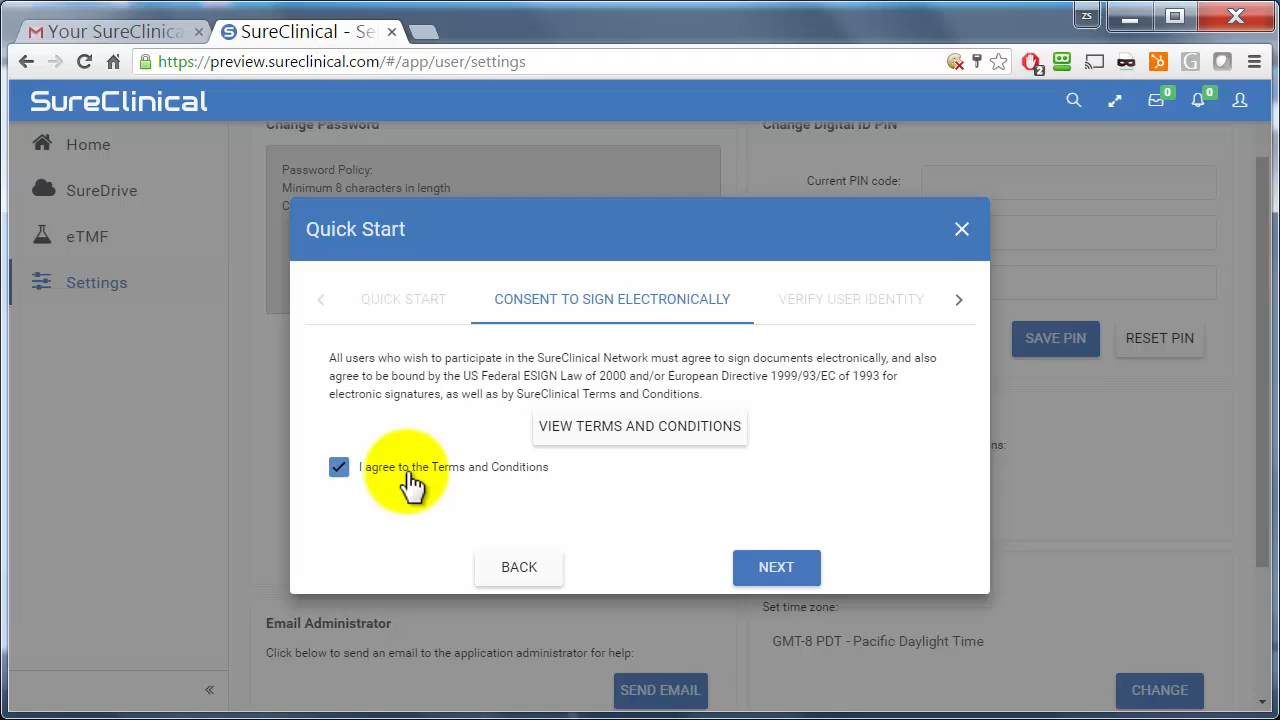 Your SureClinical
SureClinical - Se
ZS
https://preview.sureclinical.com/#/app/user/settings
2
SureClinical
0
0
Home
SureDrive
eTMF
Settings
Change Password
Password Policy:
Minimum 8 characters in length
C
Change Digital ID PIN
Current PIN code:
SAVE PIN
RESET PIN
Quick Start
QUICK START
CONSENT TO SIGN ELECTRONICALLY
VERIFY USER IDENTITY
All users who wish to participate in the SureClinical Network must agree to sign documents electronically, and also
agree to be bound by the US Federal ESIGN Law of 2000 and/or European Directive 1999/93/EC of 1993 for
electronic signatures, as well as by SureClinical Terms and Conditions.
VIEW TERMS AND CONDITIONS
I agree to the Terms and Conditions
BACK
NEXT
ns:
Email Administrator
Click below to send an email to the application administrator for help:
SEND EMAIL
Set time zone:
GMT-8 PDT - Pacific Daylight Time
CHANGE